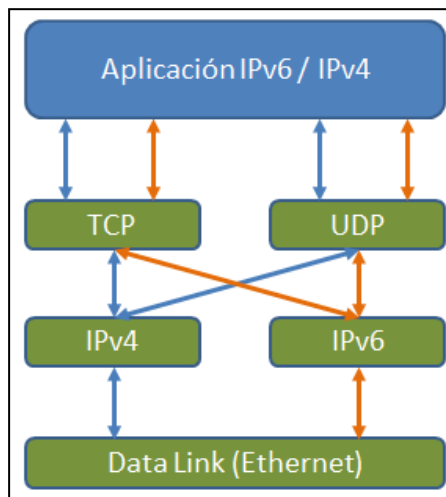 Aplicación IPv6 / IPv4
TCP
UDP
IPv4
IPv6
Data Link (Ethernet)